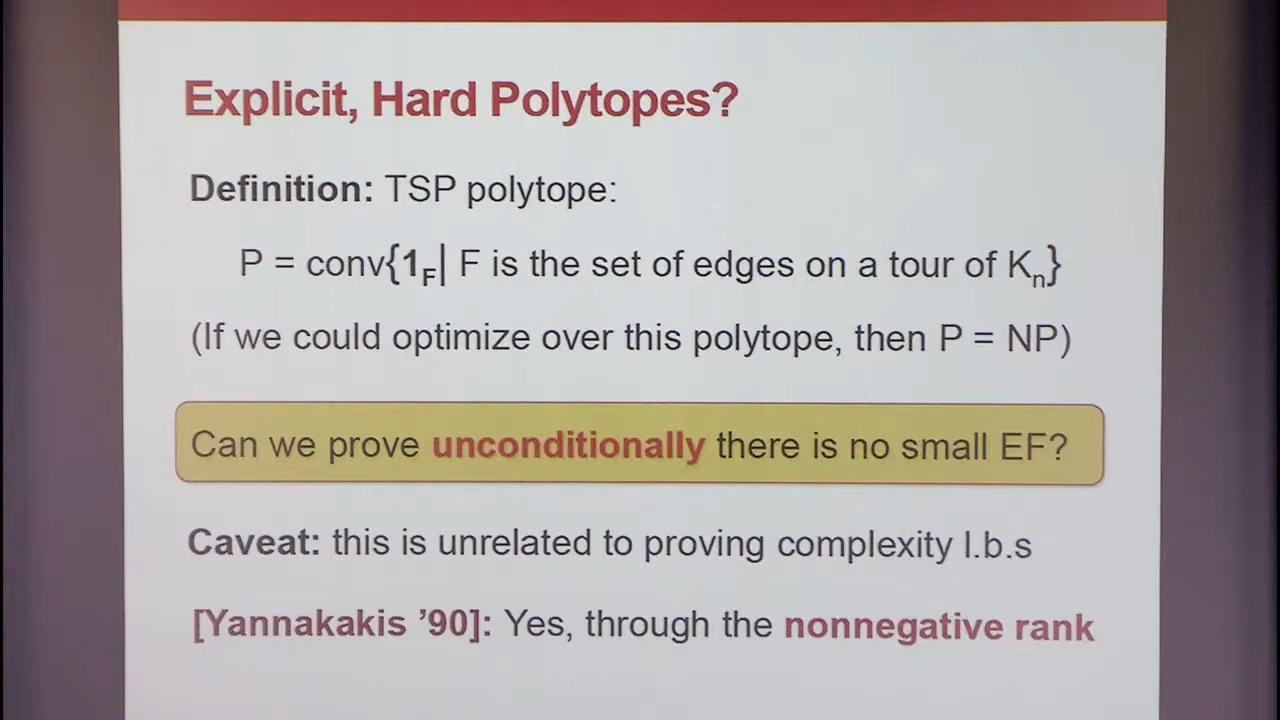 Explicit, Hard Polytopes?
Definition: TSP polytope:
P = conv{1_F| F is the set of edges on a tour of K_n}
(If we could optimize over this polytope, then P = NP)
Can we prove unconditionally there is no small EF?
Caveat: this is unrelated to proving complexity l.b.s
[Yannakakis ’90]: Yes, through the nonnegative rank